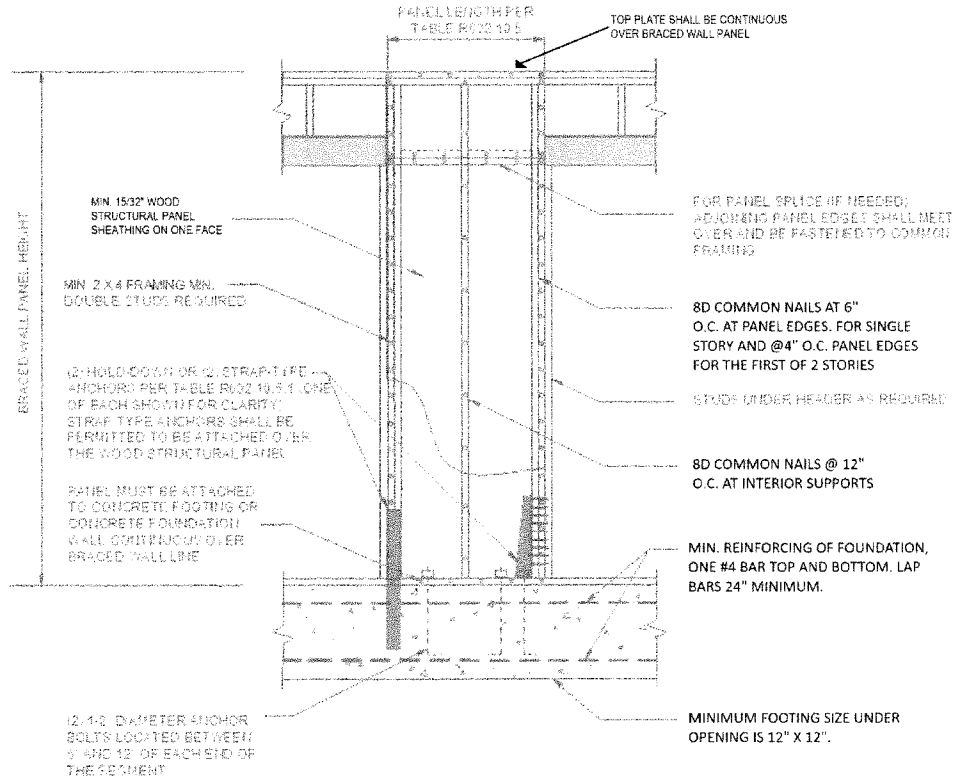 PANEL LENGTH PER
TABLE R602.10.5
TOP PLATE SHALL BE CONTINUOUS
OVER BRACED WALL PANEL
BRACED WALL PANEL HEIGHT
MIN. 15/32" WOOD
STRUCTURAL PANEL
SHEATHING ON ONE FACE
MIN. 2 X 4 FRAMING MIN.
DOUBLE STUDS REQUIRED
(2) HOLD-DOWN OR (2) STRAP-TYPE
ANCHORS PER TABLE R602.10.6.1 (ONE
OF EACH SHOWN FOR CLARITY)
STRAP TYPE ANCHORS SHALL BE
PERMITTED TO BE ATTACHED OVER
THE WOOD STRUCTURAL PANEL
PANEL MUST BE ATTACHED
TO CONCRETE FOOTING OR
CONCRETE FOUNDATION
WALL CONTINUOUS OVER
BRACED WALL LINE
(2) 1/2" DIAMETER ANCHOR
BOLTS LOCATED BETWEEN
6" AND 12" OF EACH END OF
THE SEGMENT
FOR PANEL SPLICE (IF NEEDED)
ADJOINING PANEL EDGES SHALL MEET
OVER AND BE FASTENED TO COMMON
FRAMING
8D COMMON NAILS AT 6"
O.C. AT PANEL EDGES. FOR SINGLE
STORY AND @4" O.C. PANEL EDGES
FOR THE FIRST OF 2 STORIES
STUDS UNDER HEADER AS REQUIRED
8D COMMON NAILS @ 12"
O.C. AT INTERIOR SUPPORTS
MIN. REINFORCING OF FOUNDATION,
ONE #4 BAR TOP AND BOTTOM. LAP
BARS 24" MINIMUM.
MINIMUM FOOTING SIZE UNDER
OPENING IS 12" X 12".